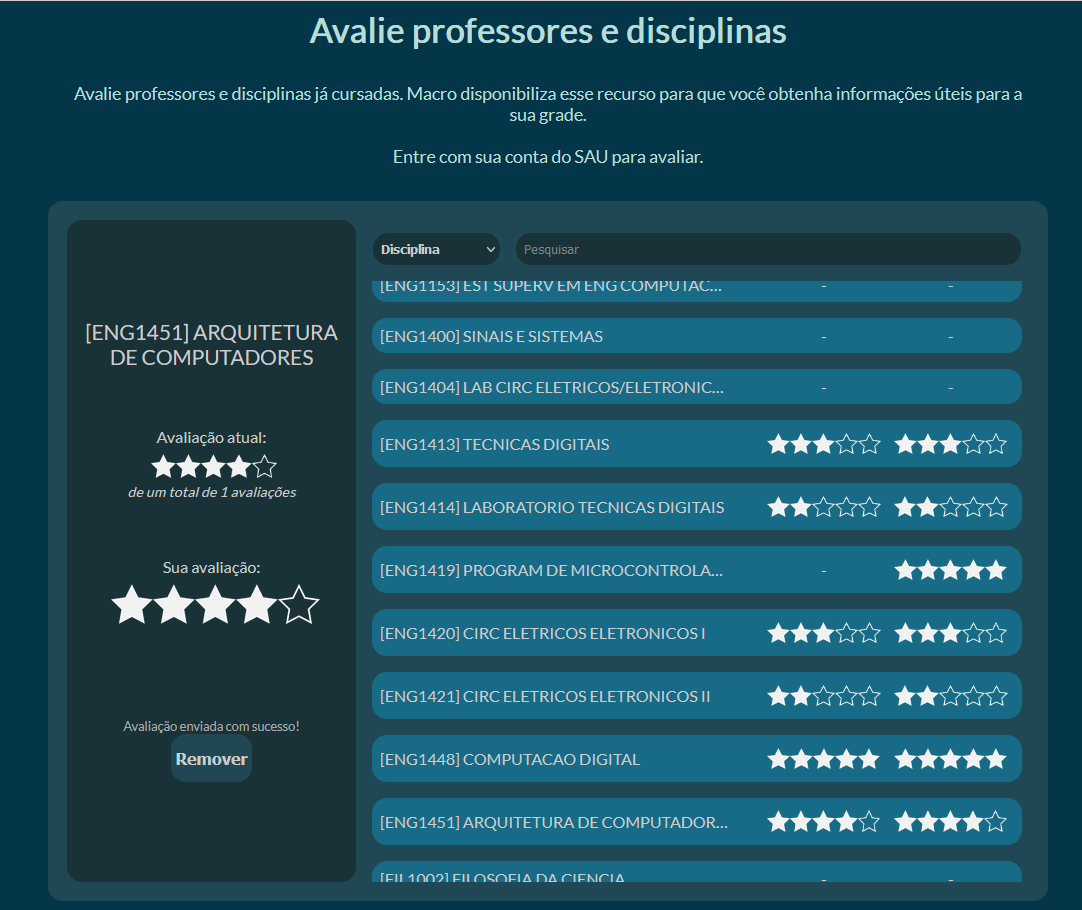 Avalie professores e disciplinas
Avalie professores e disciplinas já cursadas. Macro disponibiliza esse recurso para que você obtenha informações úteis para a
sua grade.
Entre com sua conta do SAU para avaliar.
[ENG1451] ARQUITETURA
DE COMPUTADORES
Avaliação atual:
de um total de 1 avaliações
Sua avaliação:
Avaliação enviada com sucesso!
Remover
Disciplina
Pesquisar
[ENG1153] EST SUPERV EM ENG COMPUTAC... - -
[ENG1400] SINAIS E SISTEMAS - -
[ENG1404] LAB CIRC ELETRICOS/ELETRONIC... - -
[ENG1413] TECNICAS DIGITAIS
[ENG1414] LABORATORIO TECNICAS DIGITAIS
[ENG1419] PROGRAM DE MICROCONTROLA... -
[ENG1420] CIRC ELETRICOS ELETRONICOS I
[ENG1421] CIRC ELETRICOS ELETRONICOS II
[ENG1448] COMPUTACAO DIGITAL
[ENG1451] ARQUITETURA DE COMPUTADOR...
[FIL1002] FILOSOFIA DA CIENCIA - -